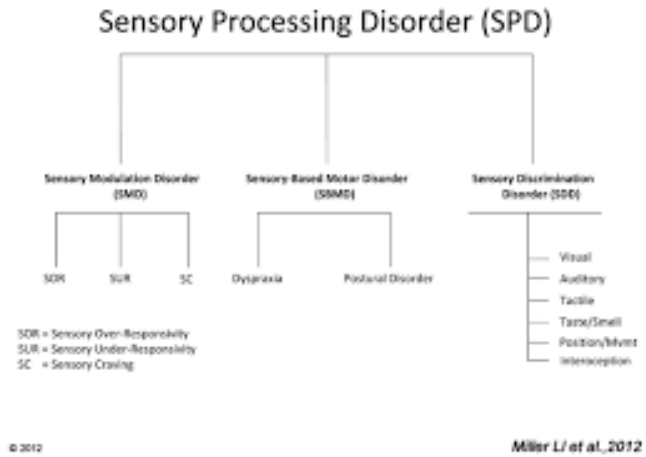 Sensory Processing Disorder (SPD)
Sensory Modulation Disorder
(SMD)
Sensory-Based Motor Disorder
(SBMD)
Sensory Discrimination
Disorder (SDD)
SOR
SUR
SC
Dyspraxia
Postural Disorder
Visual
Auditory
Tactile
Taste/Smell
Position/Mvmt
Interoception
SOR = Sensory Over-Responsivity
SUR = Sensory Under-Responsivity
SC = Sensory Craving
© 2012
Miller LJ et al.,2012